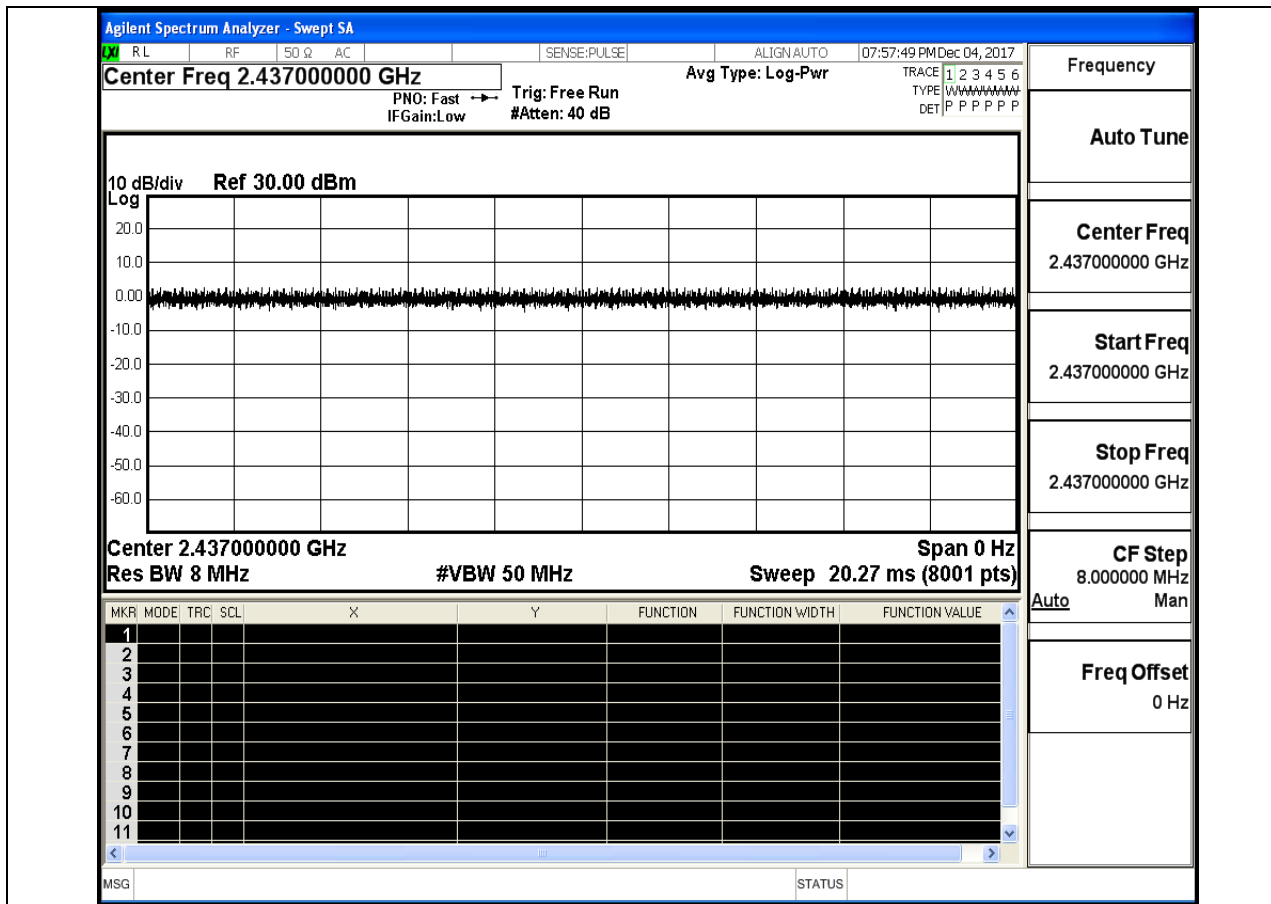 Agilent Spectrum Analyzer - Swept SA
LXI RL RF 50 Ω AC SENSE:PULSE ALIGN AUTO 07:57:49 PM Dec 04, 2017
Center Freq 2.437000000 GHz
PNO: Fast
IFGain:Low
Trig: Free Run
#Atten: 40 dB
Avg Type: Log-Pwr
TRACE 1 2 3 4 5 6
TYPE
DET P P P P P P
10 dB/div Ref 30.00 dBm
Log
20.0
10.0
0.00
-10.0
-20.0
-30.0
-40.0
-50.0
-60.0
Center 2.437000000 GHz Span 0 Hz
Res BW 8 MHz #VBW 50 MHz Sweep 20.27 ms (8001 pts)
MKR MODE TRC SCL X Y FUNCTION FUNCTION WIDTH FUNCTION VALUE
1
2
3
4
5
6
7
8
9
10
11
MSG STATUS
Frequency
Auto Tune
Center Freq
2.437000000 GHz
Start Freq
2.437000000 GHz
Stop Freq
2.437000000 GHz
CF Step
8.000000 MHz
Auto Man
Freq Offset
0 Hz